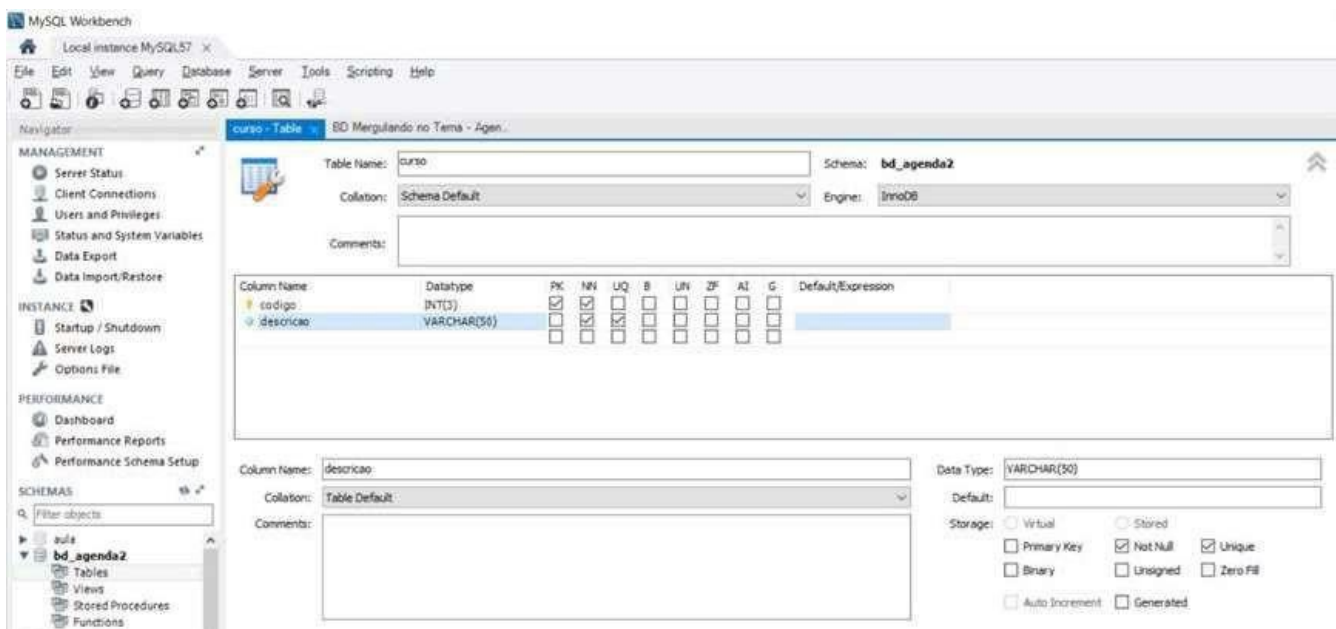 MySQL Workbench
Local instance MySQL57 ×
File Edit View Query Database Server Tools Scripting Help
Navigator
MANAGEMENT
Server Status
Client Connections
Users and Privileges
Status and System Variables
Data Export
Data Import/Restore
INSTANCE
Startup / Shutdown
Server Logs
Options File
PERFORMANCE
Dashboard
Performance Reports
Performance Schema Setup
SCHEMAS
Filter objects
aula
bd_agenda2
Tables
Views
Stored Procedures
Functions
curso - Table × BD Mergulando no Tema - Agen..
Table Name: curso Schema: bd_agenda2
Collation: Schema Default Engine: InnoDB
Comments:
Column Name Datatype PK NN UQ B UN ZF AI G Default/Expression
codigo INT(3)
descricao VARCHAR(50)
Column Name: descricao Data Type: VARCHAR(50)
Collation: Table Default Default:
Comments: Storage: Virtual Stored
Primary Key Not Null Unique
Binary Unsigned Zero Fill
Auto Increment Generated